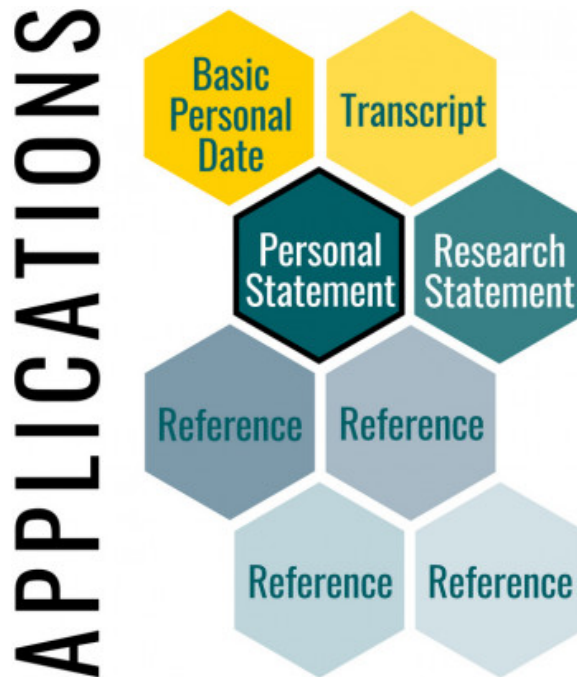 APPLICATIONS
Basic
Personal
Date
Transcript
Personal
Statement
Research
Statement
Reference
Reference
Reference
Reference